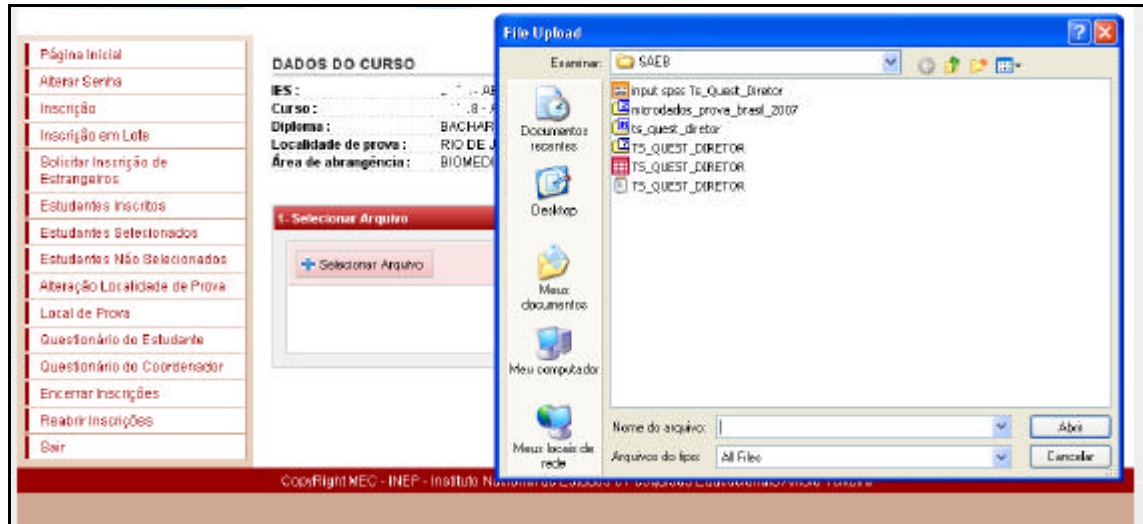 Página Inicial
Alterar Senha
Inscrição
Inscrição em Lote
Solicitar Inscrição de
Estrangeiros
Estudantes Inscritos
Estudantes Selecionados
Estudantes Não Selecionados
Alteração Localidade de Prova
Local de Prova
Questionário do Estudante
Questionário do Coordenador
Encerrar Inscrições
Reabrir Inscrições
Sair
DADOS DO CURSO
IES :
Curso :
Diploma : BACHAR
Localidade de prova : RIO DE J
Área de abrangência : BIOMEDI
1- Selecionar Arquivo
Selecionar Arquivo
File Upload
Examinar: SAEB
Documentos
recentes
Desktop
Meus
documentos
Meu computador
Meus locais de
rede
input spec Ts_Quest_Diretor
microdados_prova_brasil_2007
ts_quest_diretor
TS_QUEST_DIRETOR
TS_QUEST_DIRETOR
TS_QUEST_DIRETOR
Nome do arquivo: Abrir
Arquivos do tipo: All Files Cancelar
CopyRight MEC - INEP - Instituto